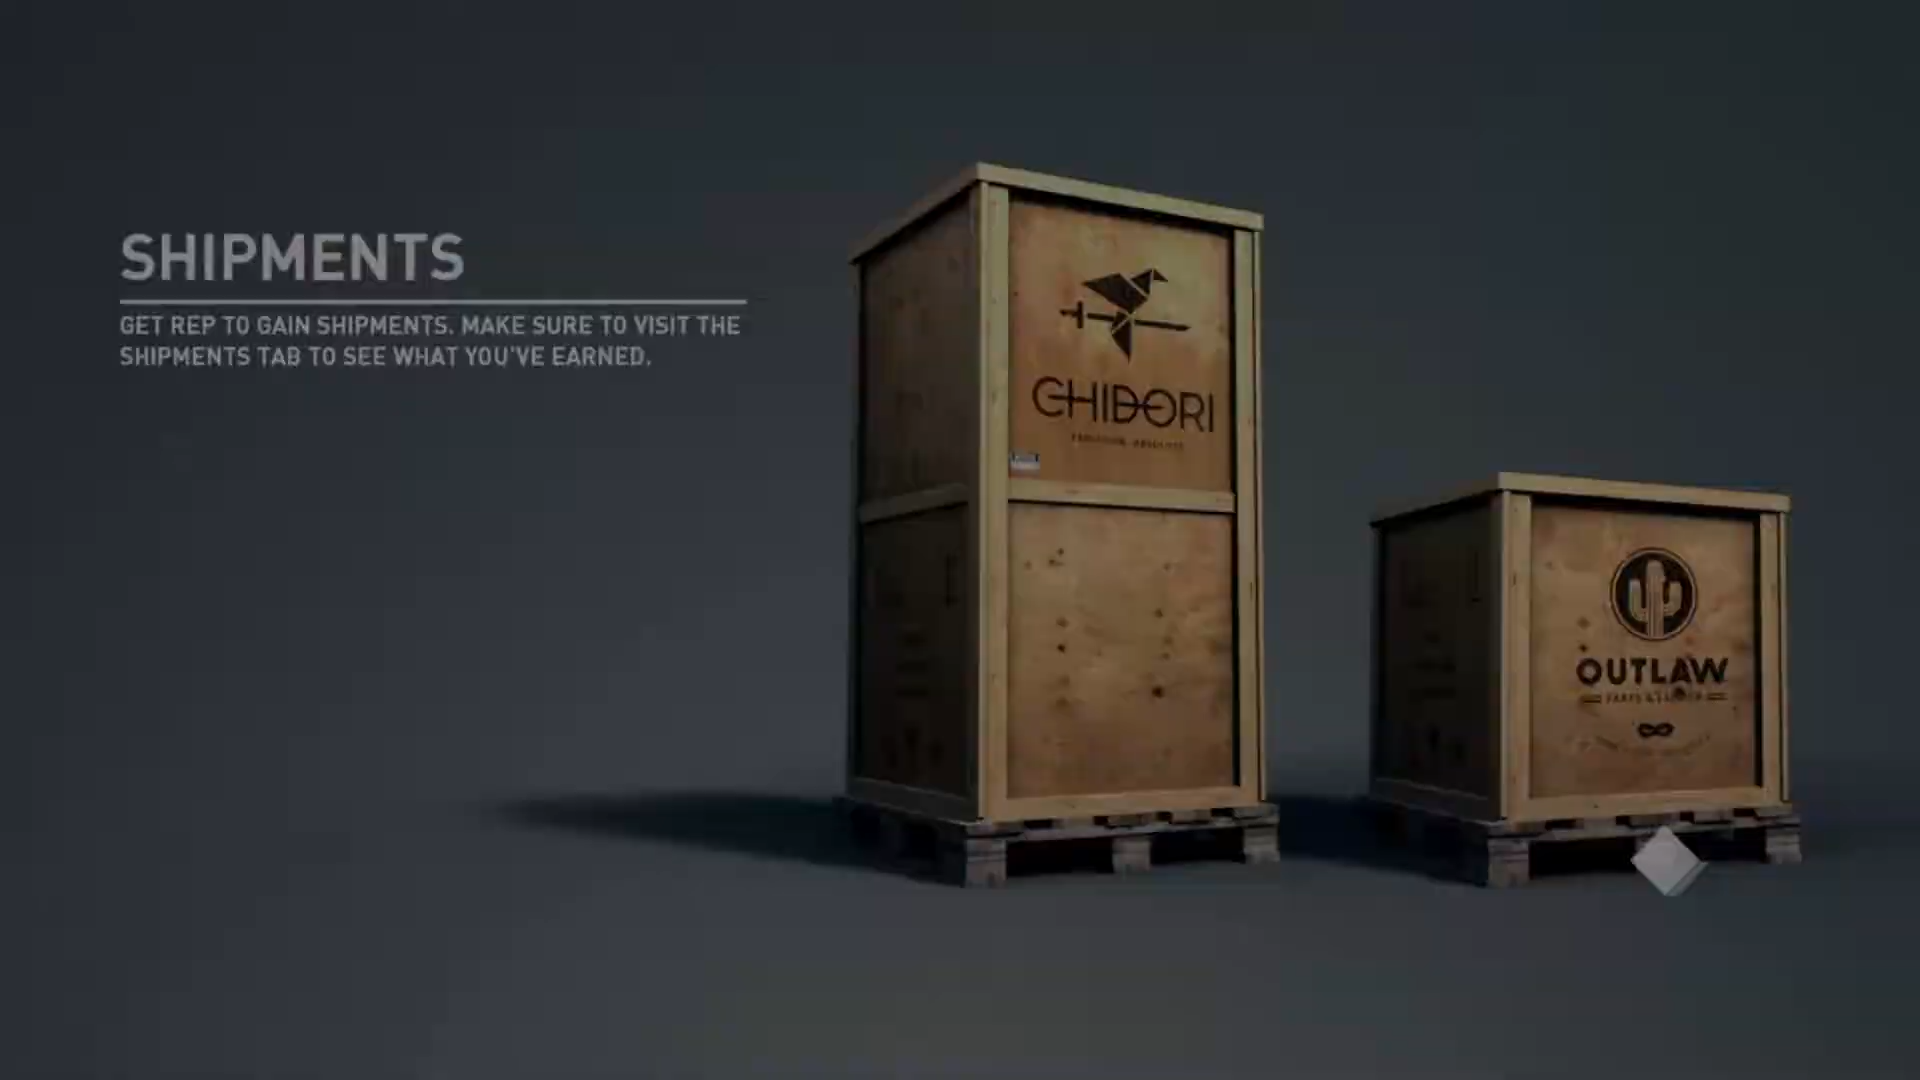 SHIPMENTS
GET REP TO GAIN SHIPMENTS. MAKE SURE TO VISIT THE
SHIPMENTS TAB TO SEE WHAT YOU'VE EARNED.
CHIDORI
OUTLAW